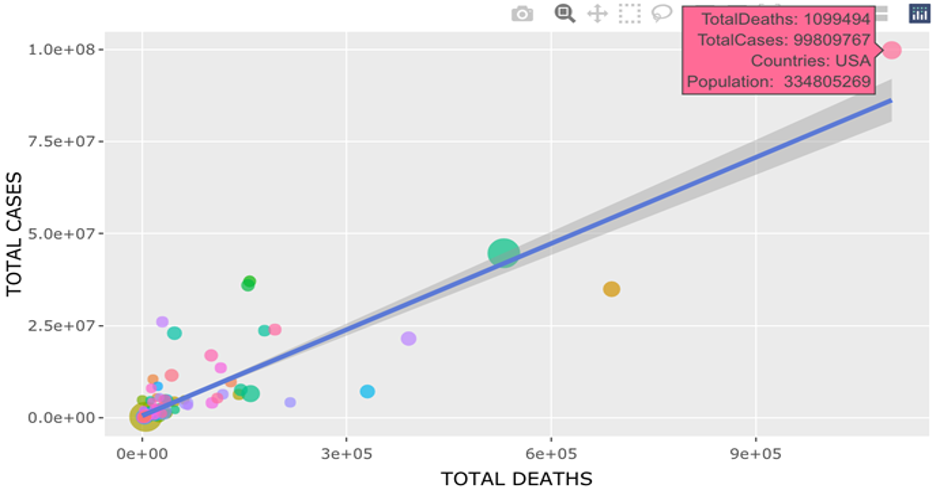 TotalDeaths: 1099494
TotalCases: 99809767
Countries: USA
Population: 334805269
1.0e+08
7.5e+07
5.0e+07
2.5e+07
0.0e+00
TOTAL CASES
0e+00 3e+05 6e+05 9e+05
TOTAL DEATHS